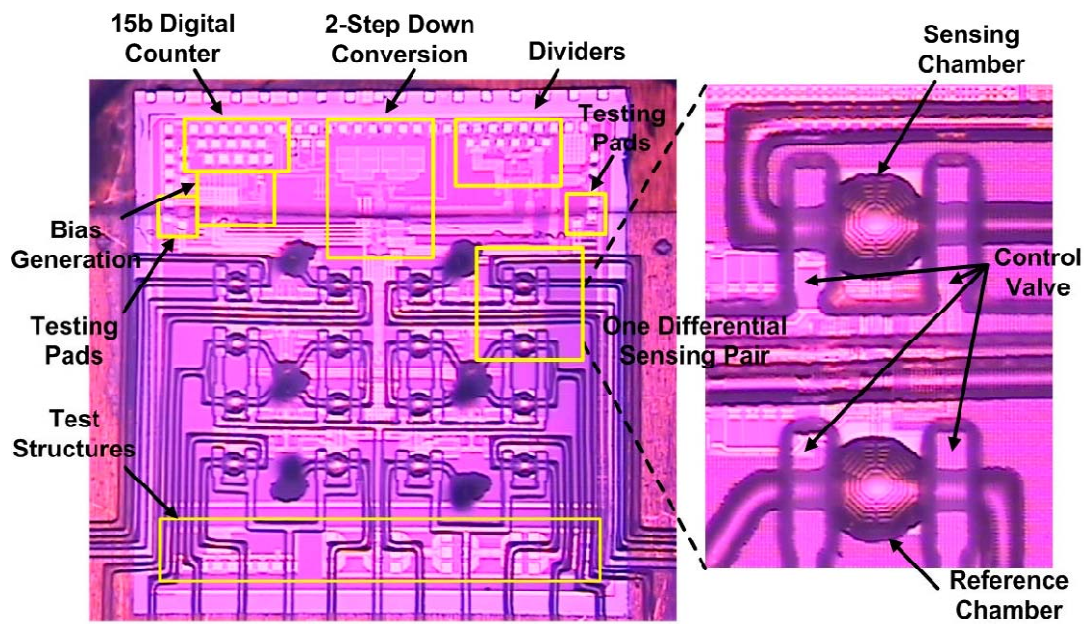 15b Digital
Counter
2-Step Down
Conversion
Dividers
Testing
Pads
Sensing
Chamber
Bias
Generation
Control
Valve
Testing
Pads
One Differential
Sensing Pair
Test
Structures
Reference
Chamber